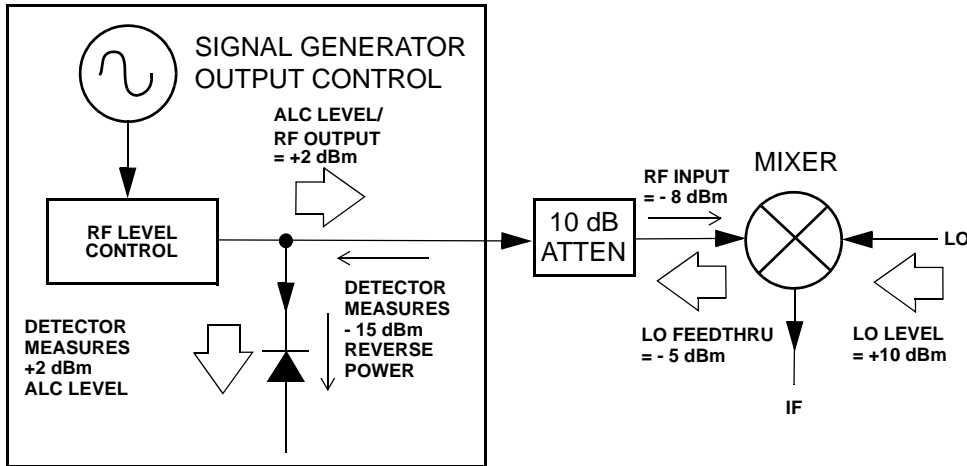 SIGNAL GENERATOR
OUTPUT CONTROL
ALC LEVEL/
RF OUTPUT
= +2 dBm
RF LEVEL
CONTROL
DETECTOR
MEASURES
+2 dBm
ALC LEVEL
DETECTOR
MEASURES
- 15 dBm
REVERSE
POWER
10 dB
ATTEN
RF INPUT
= - 8 dBm
MIXER
LO
LO FEEDTHRU
= - 5 dBm
LO LEVEL
= +10 dBm
IF